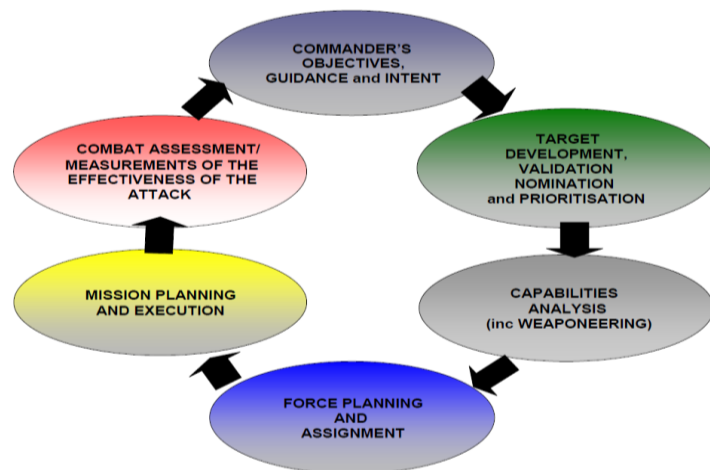 COMMANDER'S
OBJECTIVES,
GUIDANCE and INTENT
TARGET
DEVELOPMENT,
VALIDATION
NOMINATION
and PRIORITISATION
CAPABILITIES
ANALYSIS
(inc WEAPONEERING)
FORCE PLANNING
AND
ASSIGNMENT
MISSION PLANNING
AND EXECUTION
COMBAT ASSESSMENT/
MEASUREMENTS OF THE
EFFECTIVENESS OF THE
ATTACK